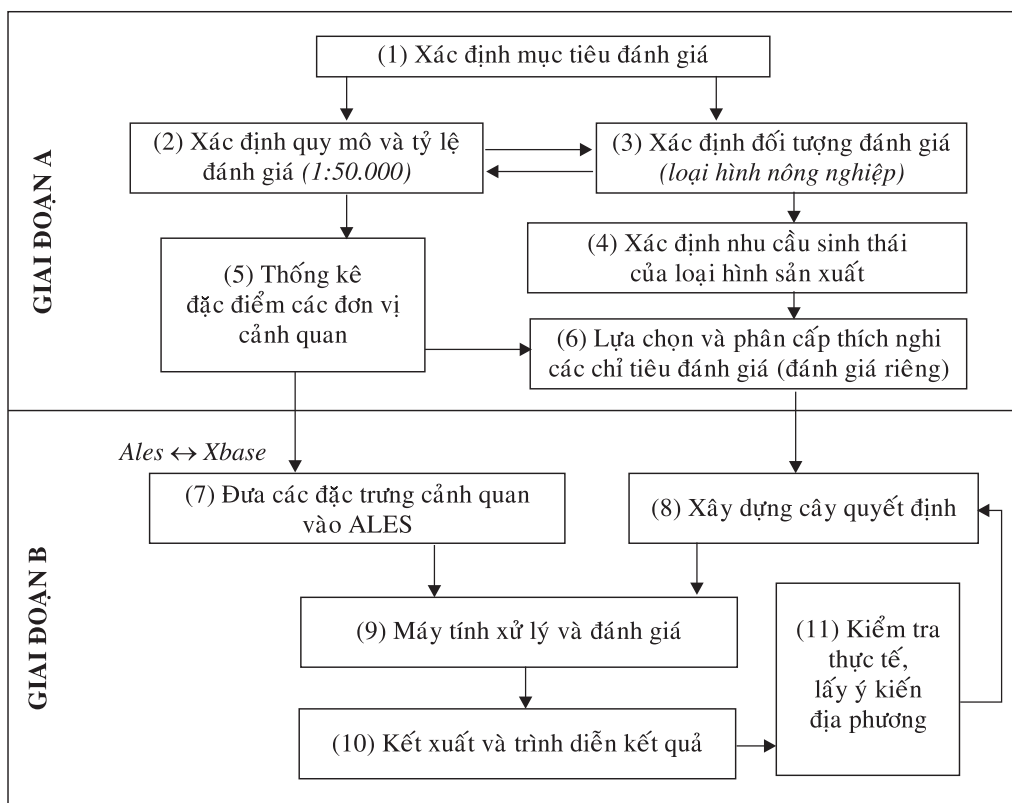 GIAI ĐOẠN A
(1) Xác định mục tiêu đánh giá
(2) Xác định quy mô và tỷ lệ
đánh giá (1:50.000)
(3) Xác định đối tượng đánh giá
(loại hình nông nghiệp)
(4) Xác định nhu cầu sinh thái
của loại hình sản xuất
(5) Thống kê
đặc điểm các đơn vị
cảnh quan
(6) Lựa chọn và phân cấp thích nghi
các chỉ tiêu đánh giá (đánh giá riêng)
GIAI ĐOẠN B
Ales ↔ Xbase
(7) Đưa các đặc trưng cảnh quan
vào ALES
(8) Xây dựng cây quyết định
(9) Máy tính xử lý và đánh giá
(10) Kết xuất và trình diễn kết quả
(11) Kiểm tra
thực tế,
lấy ý kiến
địa phương